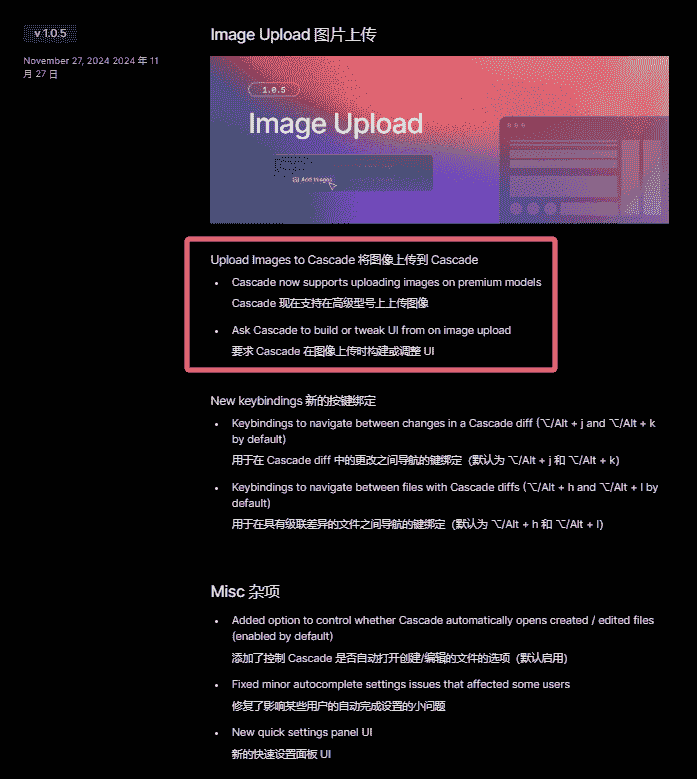 v 1.0.5
November 27, 2024 2024 年 11
月 27 日
Image Upload 图片上传
1.0.5
Image Upload
Add Images
Upload Images to Cascade 将图像上传到 Cascade
Cascade now supports uploading images on premium models
Cascade 现在支持在高级型号上上传图像
Ask Cascade to build or tweak UI from on image upload
要求 Cascade 在图像上传时构建或调整 UI
New keybindings 新的按键绑定
Keybindings to navigate between changes in a Cascade diff (⌥/Alt + j and ⌥/Alt + k
by default)
用于在 Cascade diff 中的更改之间导航的键绑定（默认为 ⌥/Alt + j 和 ⌥/Alt + k）
Keybindings to navigate between files with Cascade diffs (⌥/Alt + h and ⌥/Alt + l by
default)
用于在具有级联差异的文件之间导航的键绑定（默认为 ⌥/Alt + h 和 ⌥/Alt + l）
Misc 杂项
Added option to control whether Cascade automatically opens created / edited files
(enabled by default)
添加了控制 Cascade 是否自动打开创建/编辑的文件的选项（默认启用）
Fixed minor autocomplete settings issues that affected some users
修复了影响某些用户的自动完成设置的小问题
New quick settings panel UI
新的快速设置面板 UI